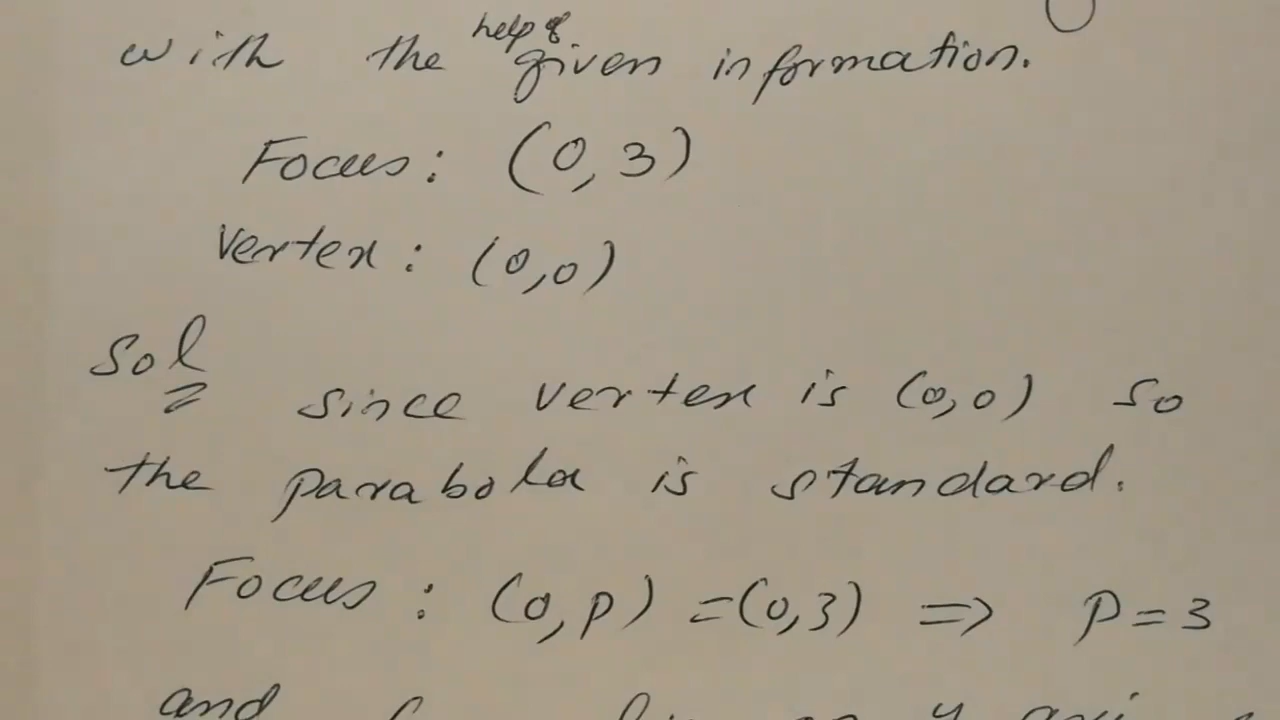 help of
with the given information.
Focus: (0,3)
Vertex: (0,0)
Sol
since vertex is (0,0) so
the parabola is standard.
Focus: (0,p) =(0,3) => P=3
and